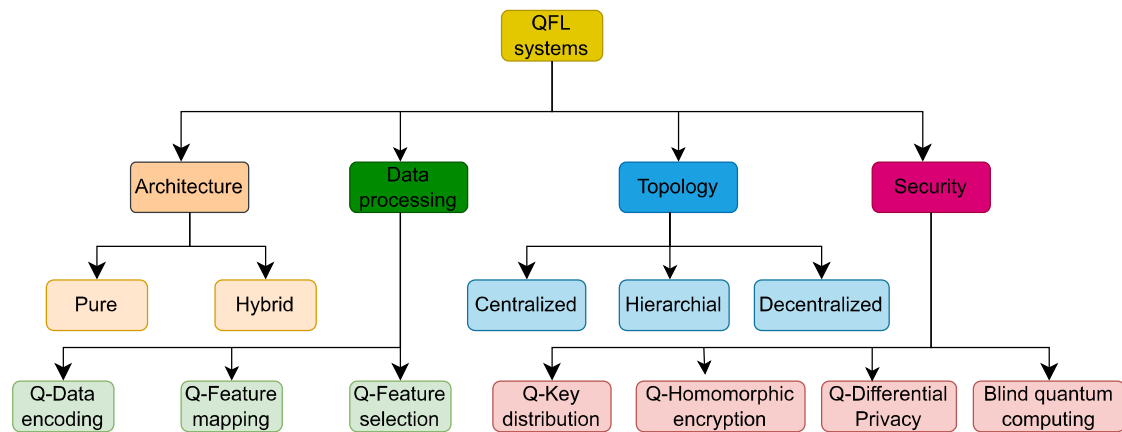 QFL
systems
Architecture
Data
processing
Topology
Security
Pure
Hybrid
Centralized
Hierarchial
Decentralized
Q-Data
encoding
Q-Feature
mapping
Q-Feature
selection
Q-Key
distribution
Q-Homomorphic
encryption
Q-Differential
Privacy
Blind quantum
computing